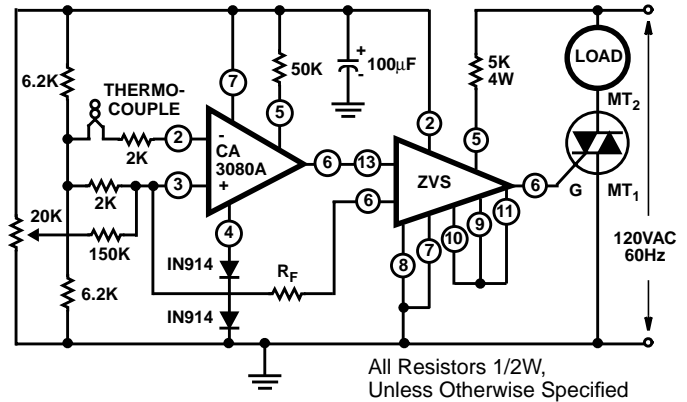 6.2K
THERMO-
COUPLE
2K
2
-
CA
3080A
+
7
50K
5
+
100μF
-
5K
4W
LOAD
MT2
2
5
6
13
ZVS
6
G
MT1
3
2K
20K
150K
4
6
RF
IN914
8
7
10
9
11
120VAC
60Hz
6.2K
IN914
All Resistors 1/2W,
Unless Otherwise Specified